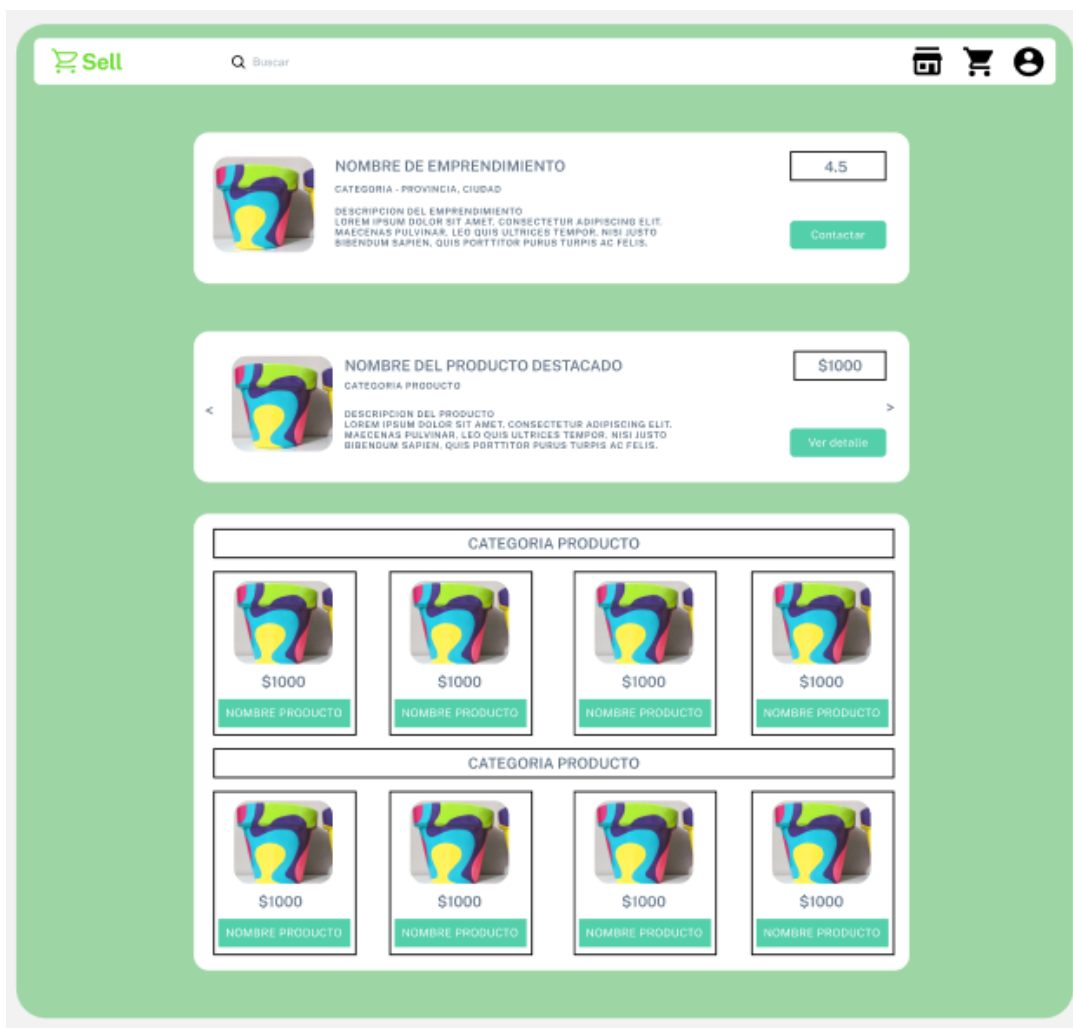 Sell
Buscar
NOMBRE DE EMPRENDIMIENTO
4.5
CATEGORIA - PROVINCIA, CIUDAD
DESCRIPCION DEL EMPRENDIMIENTO
LOREM IPSUM DOLOR SIT AMET, CONSECTETUR ADIPISCING ELIT.
MAECENAS PULVINAR, LEO QUIS ULTRICES TEMPOR, NISI JUSTO
BIBENDUM SAPIEN, QUIS PORTTITOR PURUS TURPIS AC FELIS.
Contactar
NOMBRE DEL PRODUCTO DESTACADO
$1000
CATEGORIA PRODUCTO
<
>
DESCRIPCION DEL PRODUCTO
LOREM IPSUM DOLOR SIT AMET, CONSECTETUR ADIPISCING ELIT.
MAECENAS PULVINAR, LEO QUIS ULTRICES TEMPOR, NISI JUSTO
BIBENDUM SAPIEN, QUIS PORTTITOR PURUS TURPIS AC FELIS.
Ver detalle
CATEGORIA PRODUCTO
$1000 $1000 $1000 $1000
NOMBRE PRODUCTO NOMBRE PRODUCTO NOMBRE PRODUCTO NOMBRE PRODUCTO
CATEGORIA PRODUCTO
$1000 $1000 $1000 $1000
NOMBRE PRODUCTO NOMBRE PRODUCTO NOMBRE PRODUCTO NOMBRE PRODUCTO